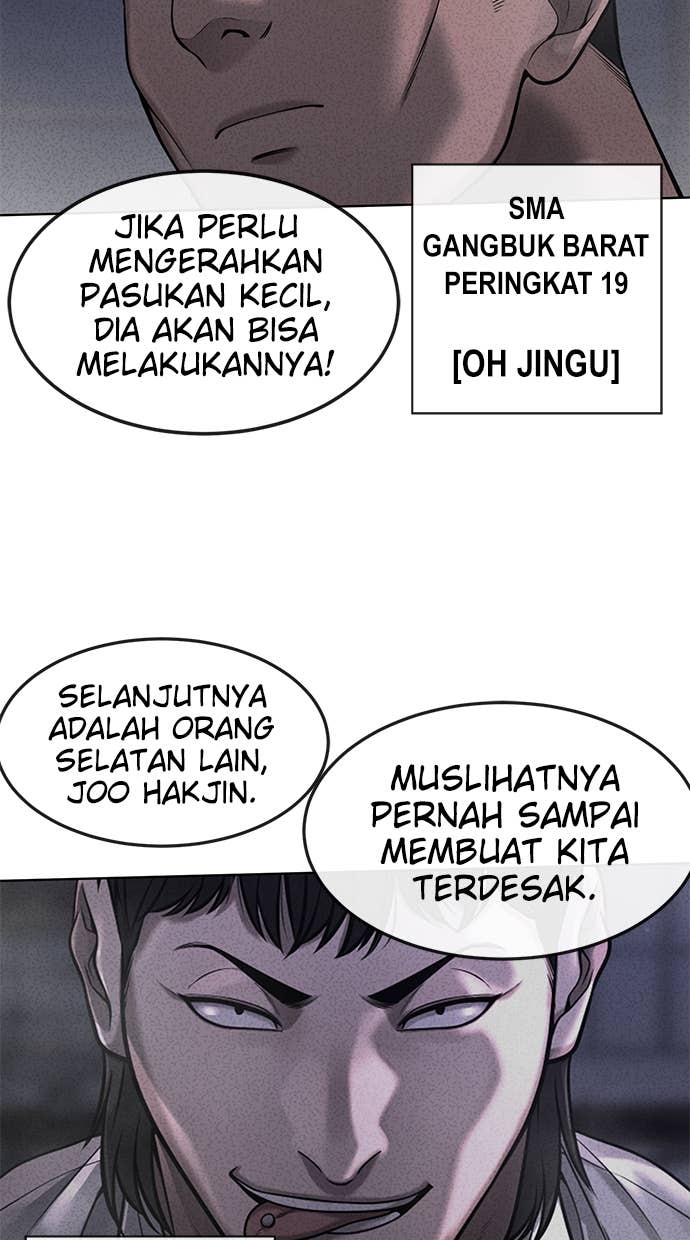 JIKA PERLU
MENGERAHKAN
PASUKAN KECIL,
DIA AKAN BISA
MELAKUKANNYA!
SMA
GANGBUK BARAT
PERINGKAT 19
[OH JINGU]
SELANJUTNYA
ADALAH ORANG
SELATAN LAIN,
JOO HAKJIN.
MUSLIHATNYA
PERNAH SAMPAI
MEMBUAT KITA
TERDESAK.